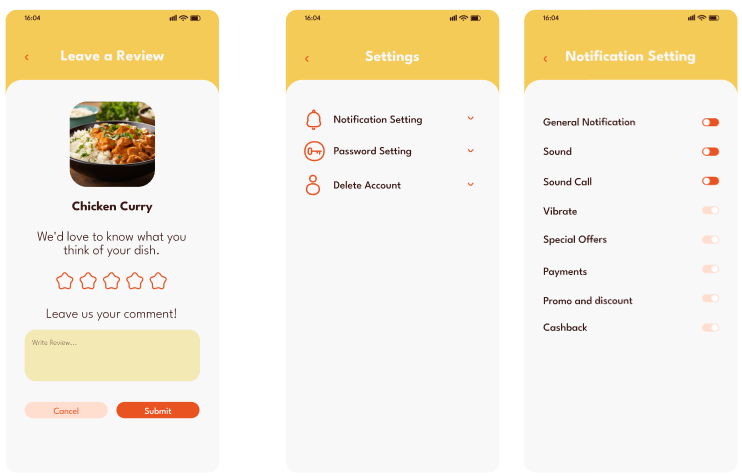 16:04
Leave a Review
Chicken Curry
We'd love to know what you
think of your dish.
Leave us your comment!
Write Review...
Cancel
Submit
16:04
Settings
Notification Setting
Password Setting
Delete Account
16:04
Notification Setting
General Notification
Sound
Sound Call
Vibrate
Special Offers
Payments
Promo and discount
Cashback